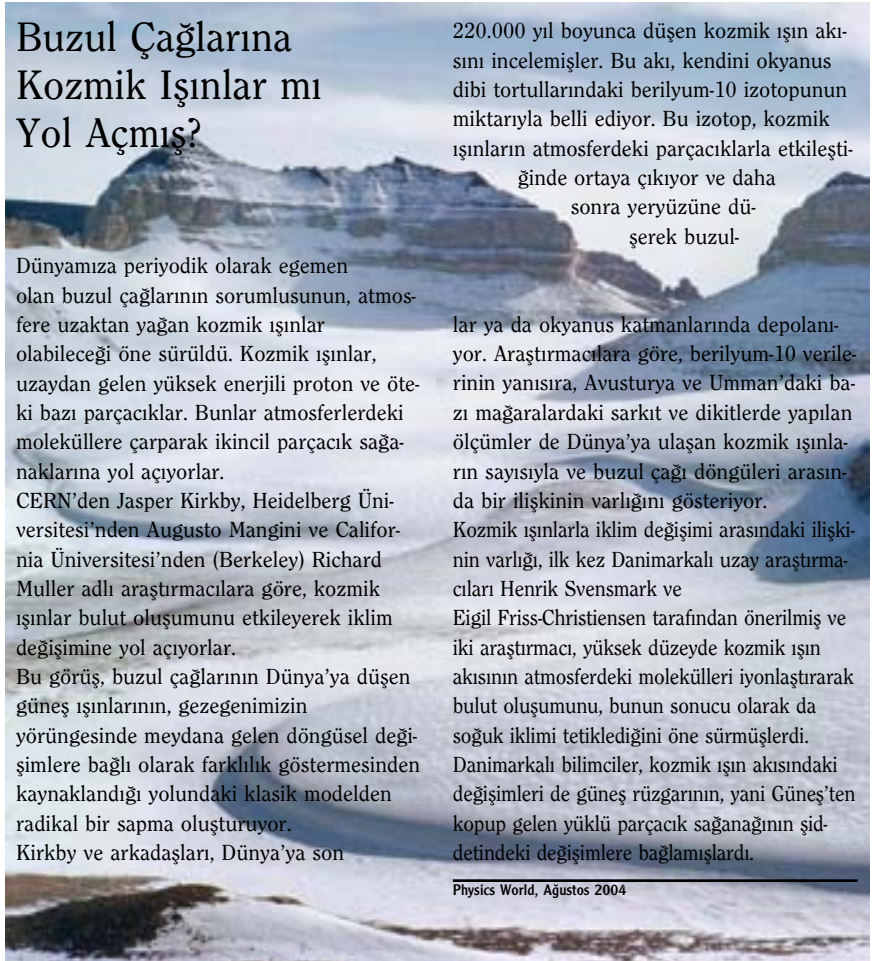 Buzul Çağlarına
Kozmik Işınlar mı
Yol Açmış?
Dünyamıza periyodik olarak egemen
olan buzul çağlarının sorumlusunun, atmos-
fere uzaktan yağan kozmik ışınlar
olabileceği öne sürüldü. Kozmik ışınlar,
uzaydan gelen yüksek enerjili proton ve öte-
ki bazı parçacıklar. Bunlar atmosferlerdeki
moleküllere çarparak ikincil parçacık sağa-
naklarına yol açıyorlar.
CERN’den Jasper Kirkby, Heidelberg Üni-
versitesi’nden Augusto Mangini ve Califor-
nia Üniversitesi’nden (Berkeley) Richard
Muller adlı araştırmacılara göre, kozmik
ışınlar bulut oluşumunu etkileyerek iklim
değişimine yol açıyorlar.
Bu görüş, buzul çağlarının Dünya’ya düşen
güneş ışınlarının, gezegenimizin
yörüngesinde meydana gelen döngüsel deği-
şimlere bağlı olarak farklılık göstermesinden
kaynaklandığı yolundaki klasik modelden
radikal bir sapma oluşturuyor.
Kirkby ve arkadaşları, Dünya’ya son
220.000 yıl boyunca düşen kozmik ışın akı-
sını incelemişler. Bu akı, kendini okyanus
dibi tortullarındaki berilyum-10 izotopunun
miktarıyla belli ediyor. Bu izotop, kozmik
ışınların atmosferdeki parçacıklarla etkileşti-
ğinde ortaya çıkıyor ve daha
sonra yeryüzüne dü-
şerek buzul-
lar ya da okyanus katmanlarında depolanı-
yor. Araştırmacılara göre, berilyum-10 verile-
rinin yanısıra, Avusturya ve Umman’daki ba-
zı mağaralardaki sarkıt ve dikitlerde yapılan
ölçümler de Dünya’ya ulaşan kozmik ışınla-
rın sayısıyla ve buzul çağı döngüleri arasın-
da bir ilişkinin varlığını gösteriyor.
Kozmik ışınlarla iklim değişimi arasındaki ilişki-
nin varlığı, ilk kez Danimarkalı uzay araştırma-
cıları Henrik Svensmark ve
Eigil Friss-Christiensen tarafından önerilmiş ve
iki araştırmacı, yüksek düzeyde kozmik ışın
akısının atmosferdeki molekülleri iyonlaştırarak
bulut oluşumunu, bunun sonucu olarak da
soğuk iklimi tetiklediğini öne sürmüşlerdi.
Danimarkalı bilimciler, kozmik ışın akısındaki
değişimleri de güneş rüzgarının, yani Güneş’ten
kopup gelen yüklü parçacık sağanağının şid-
detindeki değişimlere bağlamışlardı.
Physics World, Ağustos 2004